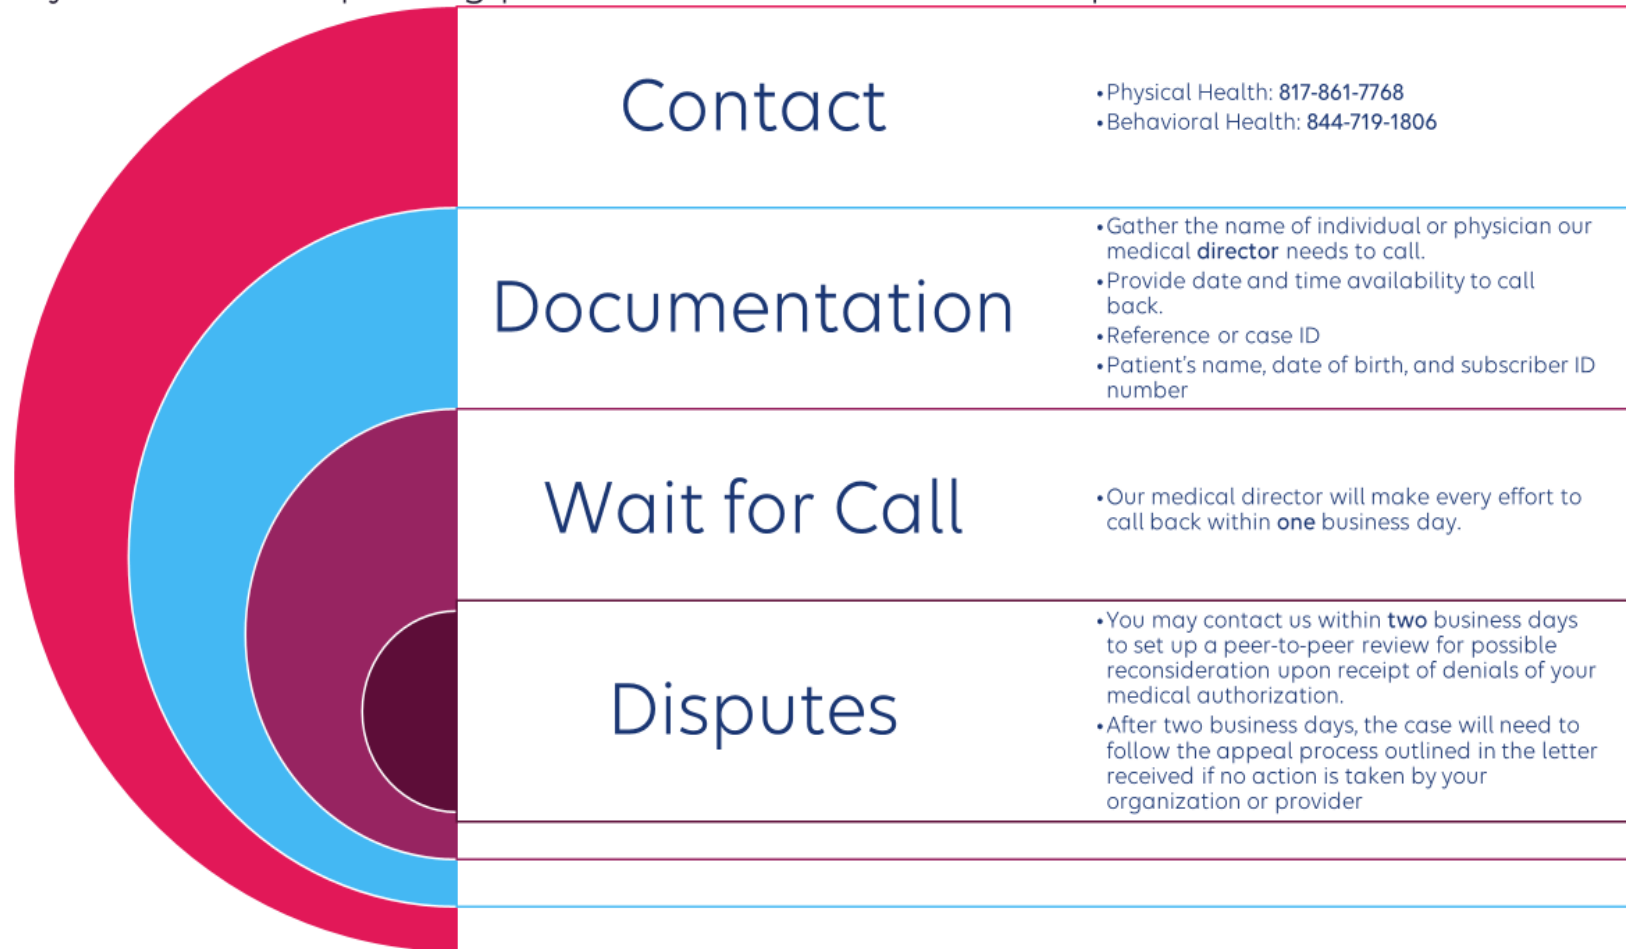 Contact
•Physical Health: 817-861-7768
•Behavioral Health: 844-719-1806
Documentation
•Gather the name of individual or physician our
medical director needs to call.
•Provide date and time availability to call
back.
•Reference or case ID
•Patient's name, date of birth, and subscriber ID
number
Wait for Call
•Our medical director will make every effort to
call back within one business day.
Disputes
•You may contact us within two business days
to set up a peer-to-peer review for possible
reconsideration upon receipt of denials of your
medical authorization.
•After two business days, the case will need to
follow the appeal process outlined in the letter
received if no action is taken by your
organization or provider